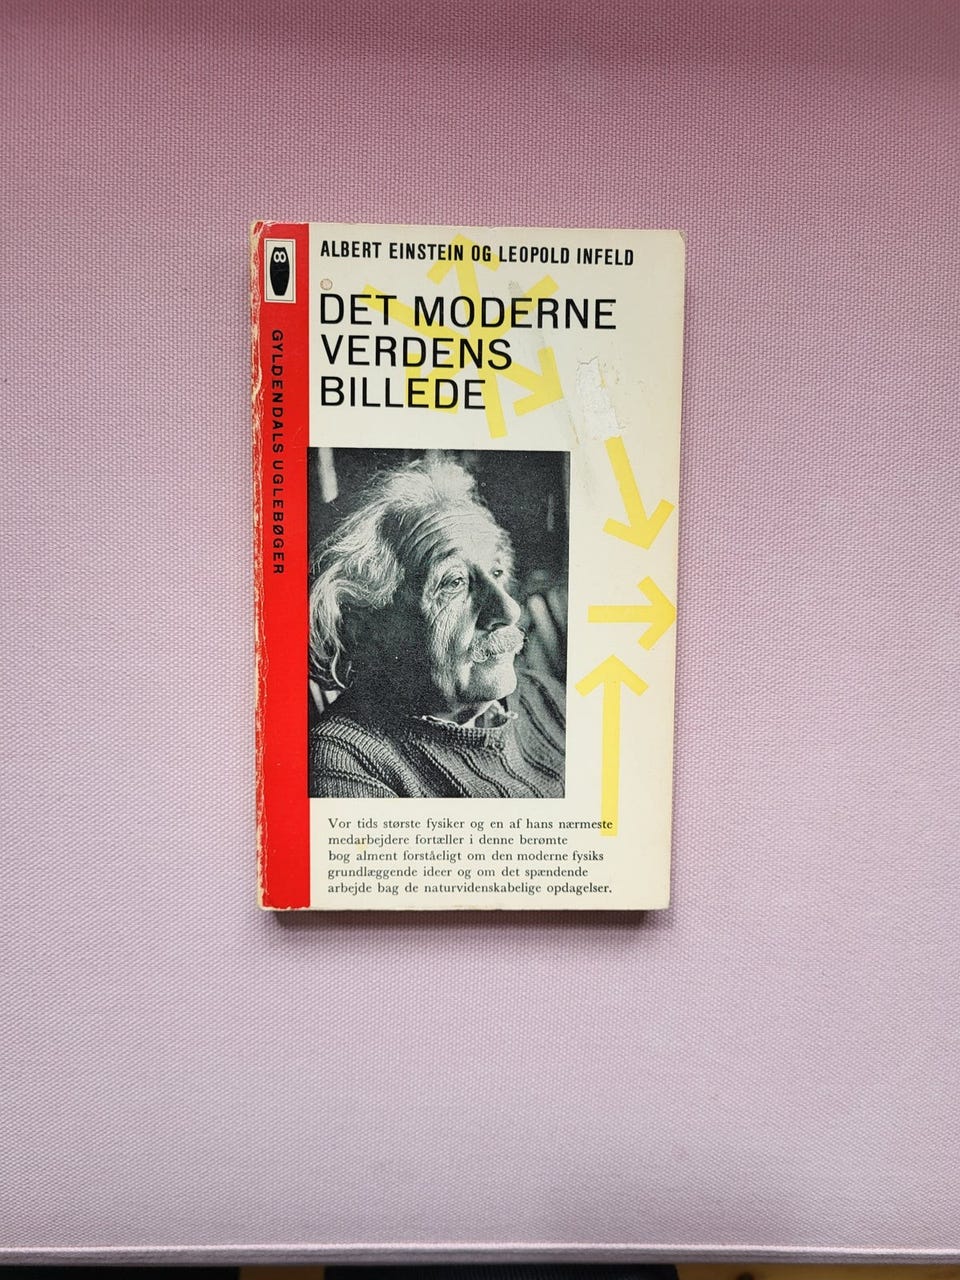 ALBERT EINSTEIN OG LEOPOLD INFELD
DET MODERNE
VERDENS
BILLEDE
GYLDENDALS UGLEBØGER
Vor tids største fysiker og en af hans nærmeste
medarbejdere fortæller i denne berømte
bog alment forståeligt om den moderne fysiks
grundlæggende ideer og om det spændende
arbejde bag de naturvidenskabelige opdagelser.